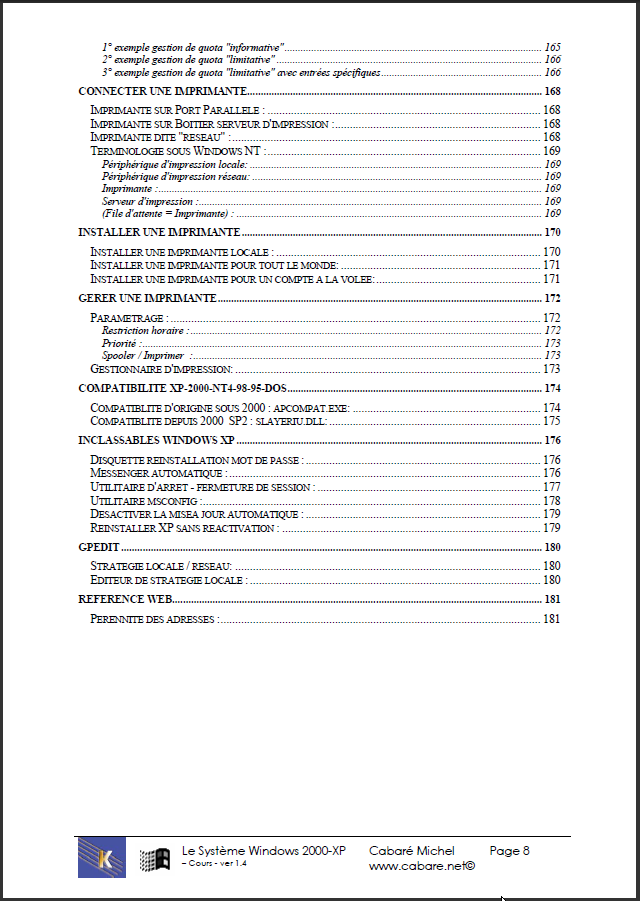 1° exemple gestion de quota "informative" 165
2° exemple gestion de quota "limitative" 166
3° exemple gestion de quota "limitative" avec entrées spécifiques 166
CONNECTER UNE IMPRIMANTE 168
IMPRIMANTE SUR PORT PARALLELE : 168
IMPRIMANTE SUR BOITIER SERVEUR D'IMPRESSION : 168
IMPRIMANTE DITE "RESEAU" : 168
TERMINOLOGIE SOUS WINDOWS NT : 169
Périphérique d'impression locale: 169
Périphérique d'impression réseau: 169
Imprimante : 169
Serveur d'impression : 169
(File d'attente = Imprimante) : 169
INSTALLER UNE IMPRIMANTE 170
INSTALLER UNE IMPRIMANTE LOCALE : 170
INSTALLER UNE IMPRIMANTE POUR TOUT LE MONDE: 171
INSTALLER UNE IMPRIMANTE POUR UN COMPTE A LA VOLEE: 171
GERER UNE IMPRIMANTE 172
PARAMETRAGE : 172
Restriction horaire : 172
Priorité : 173
Spooler / Imprimer : 173
GESTIONNAIRE D'IMPRESSION: 173
COMPATIBILITE XP-2000-NT4-98-95-DOS 174
COMPATIBLITE D'ORIGINE SOUS 2000 : APCOMPAT.EXE: 174
COMPATIBLITE DEPUIS 2000 SP2 : SLAYERIU.DLL: 175
INCLASSABLES WINDOWS XP 176
DISQUETTE REINSTALLATION MOT DE PASSE : 176
MESSENGER AUTOMATIQUE : 176
UTILITAIRE D'ARRET - FERMETURE DE SESSION : 177
UTILITAIRE MSCONFIG : 178
DESACTIVER LA MISEA JOUR AUTOMATIQUE : 179
REINSTALLER XP SANS REACTIVATION : 179
GPEDIT 180
STRATEGIE LOCALE / RESEAU: 180
EDITEUR DE STRATEGIE LOCALE : 180
REFERENCE WEB 181
PERENNITE DES ADRESSES : 181
K
Le Système Windows 2000-XP Cabaré Michel Page 8
– Cours - ver 1.4 www.cabare.net©